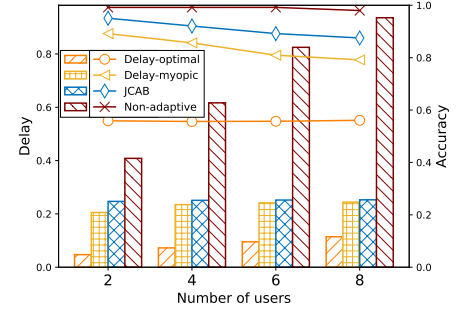 1.0
0.8
0.8
Delay-optimal
Delay-myopic
JCAB
Non-adaptive
0.6
0.6
Delay
Accuracy
0.4
0.4
0.2
0.2
0.0
0.0
2 4 6 8
Number of users